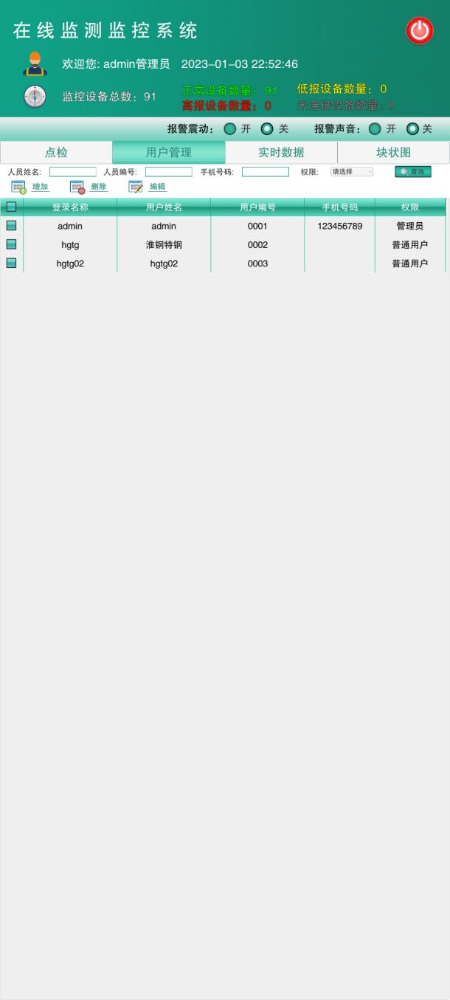 在线监测监控系统
欢迎您: admin管理员 2023-01-03 22:52:46
监控设备总数：91 正常设备数量：91 低报设备数量：0
高报设备数量：0 未连接设备数量：0
报警震动： 开 关 报警声音： 开 关
点检 用户管理 实时数据 块状图
人员姓名: 人员编号: 手机号码: 权限: 请选择 查询
增加 删除 编辑
登录名称 用户姓名 用户编号 手机号码 权限
admin admin 0001 123456789 管理员
hgtg 淮钢特钢 0002 普通用户
hgtg02 hgtg02 0003 普通用户